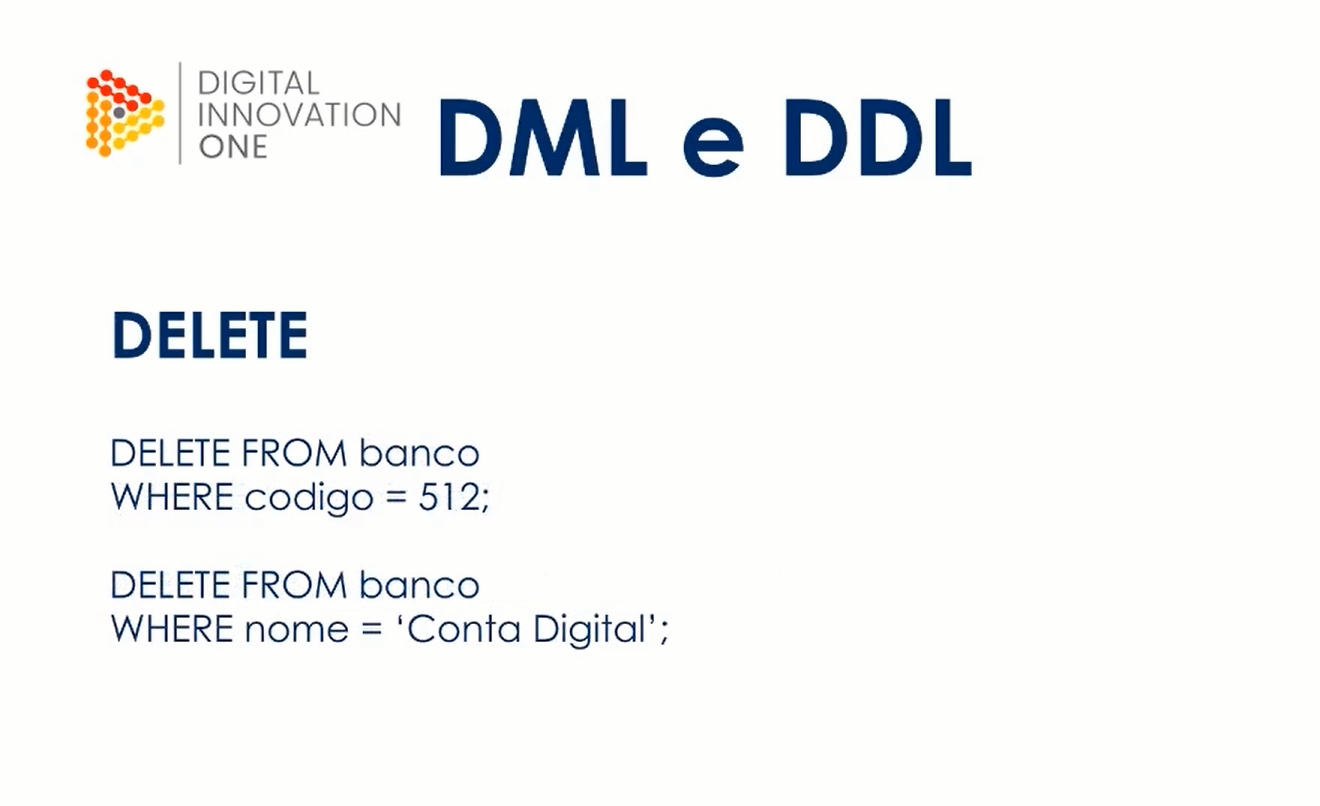 DIGITAL
INNOVATION
ONE
DML e DDL
DELETE
DELETE FROM banco
WHERE codigo = 512;
DELETE FROM banco
WHERE nome = ‘Conta Digital’;